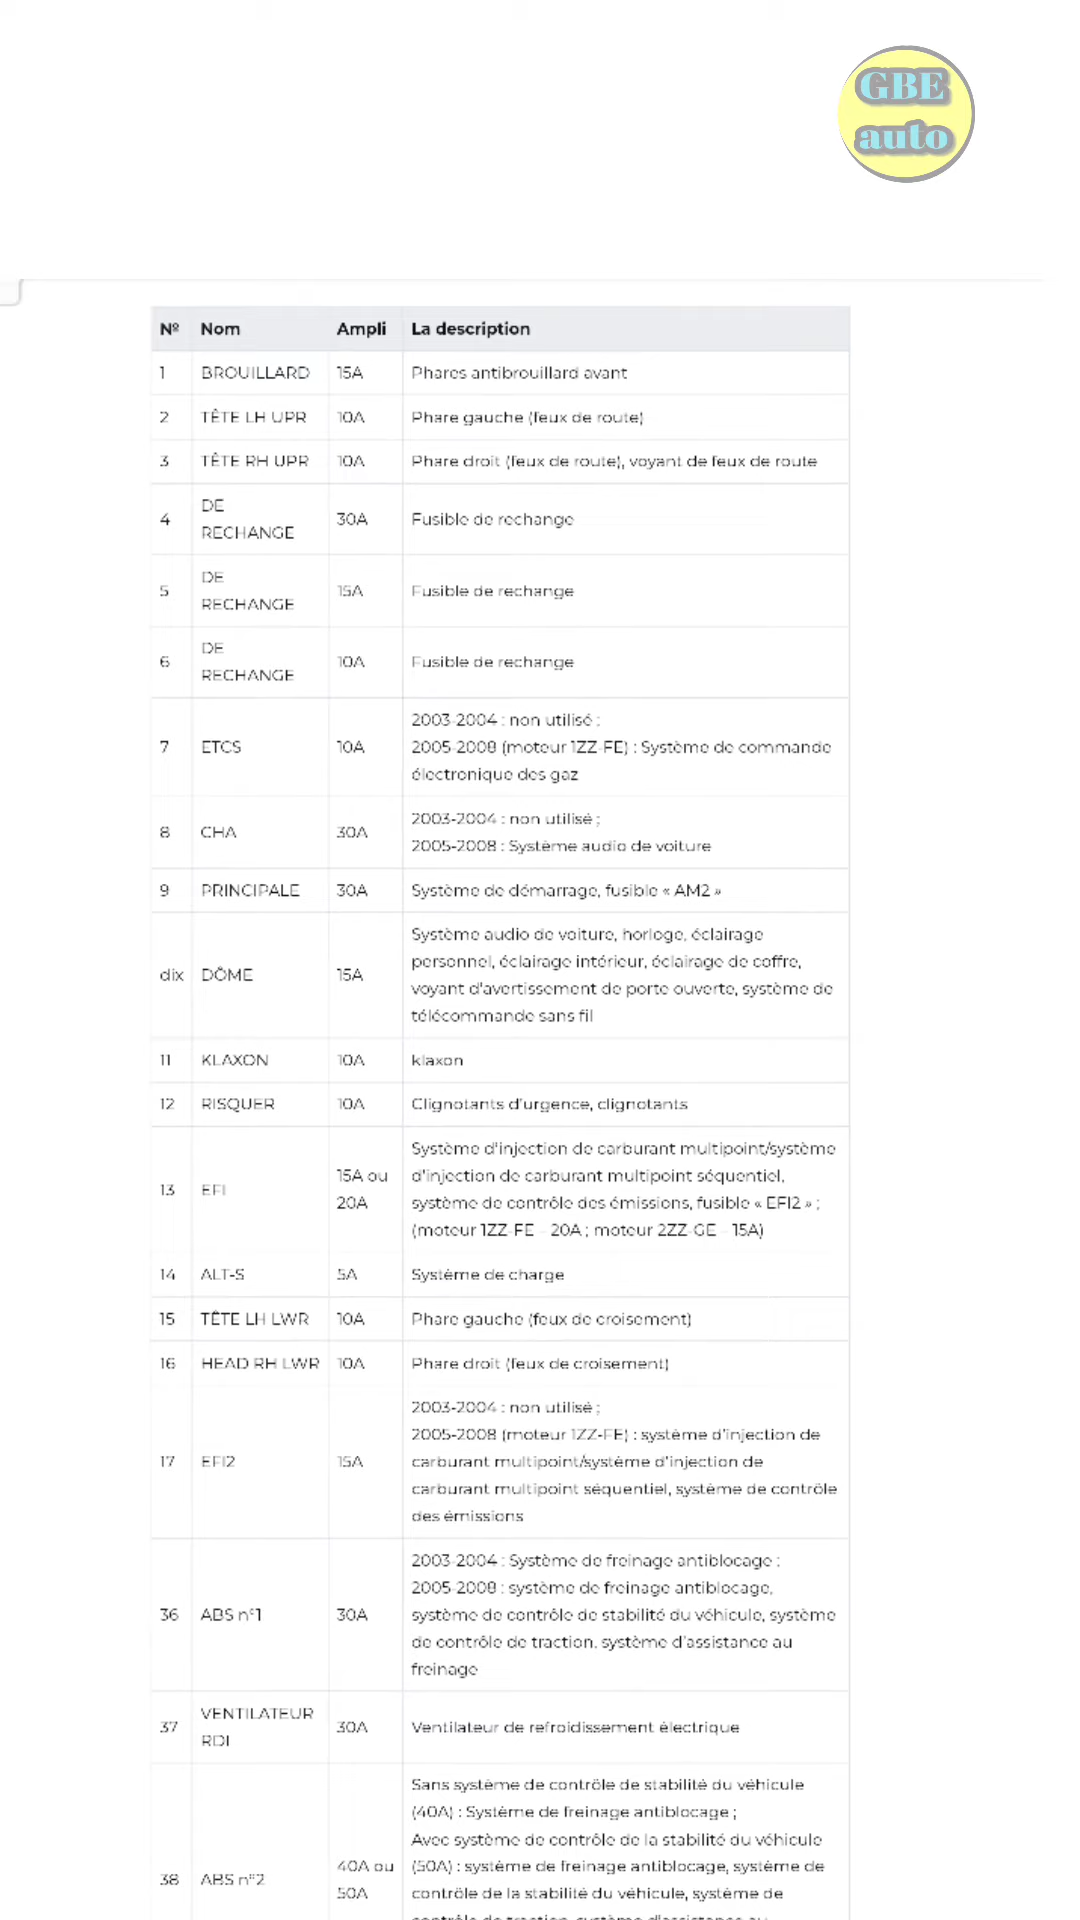 GBE
auto
Nº Nom Ampli La description
1 BROUILLARD 15A Phares antibrouillard avant
2 TÊTE LH UPR 10A Phare gauche (feux de route)
3 TÊTE RH UPR 10A Phare droit (feux de route), voyant de feux de route
4 DE
RECHANGE 30A Fusible de rechange
5 DE
RECHANGE 15A Fusible de rechange
6 DE
RECHANGE 10A Fusible de rechange
7 ETCS 10A 2003-2004 : non utilisé ;
2005-2008 (moteur 1ZZ-FE) : Système de commande
électronique des gaz
8 CHA 30A 2003-2004 : non utilisé ;
2005-2008 : Système audio de voiture
9 PRINCIPALE 30A Système de démarrage, fusible « AM2 »
dix DÔME 15A Système audio de voiture, horloge, éclairage
personnel, éclairage intérieur, éclairage de coffre,
voyant d'avertissement de porte ouverte, système de
télécommande sans fil
11 KLAXON 10A klaxon
12 RISQUER 10A Clignotants d'urgence, clignotants
13 EFI 15A ou
20A Système d'injection de carburant multipoint/système
d'injection de carburant multipoint séquentiel,
système de contrôle des émissions, fusible « EFI2 » ;
(moteur 1ZZ-FE – 20A ; moteur 2ZZ-GE – 15A)
14 ALT-S 5A Système de charge
15 TÊTE LH LWR 10A Phare gauche (feux de croisement)
16 HEAD RH LWR 10A Phare droit (feux de croisement)
17 EFI2 15A 2003-2004 : non utilisé ;
2005-2008 (moteur 1ZZ-FE) : système d'injection de
carburant multipoint/système d'injection de
carburant multipoint séquentiel, système de contrôle
des émissions
36 ABS n°1 30A 2003-2004 : Système de freinage antiblocage ;
2005-2008 : système de freinage antiblocage,
système de contrôle de stabilité du véhicule, système
de contrôle de traction, système d'assistance au
freinage
37 VENTILATEUR
RDI 30A Ventilateur de refroidissement électrique
38 ABS n°2 40A ou
50A Sans système de contrôle de stabilité du véhicule
(40A) : Système de freinage antiblocage ;
Avec système de contrôle de la stabilité du véhicule
(50A) : système de freinage antiblocage, système de
contrôle de la stabilité du véhicule, système de
contrôle de traction, système d'assistance au